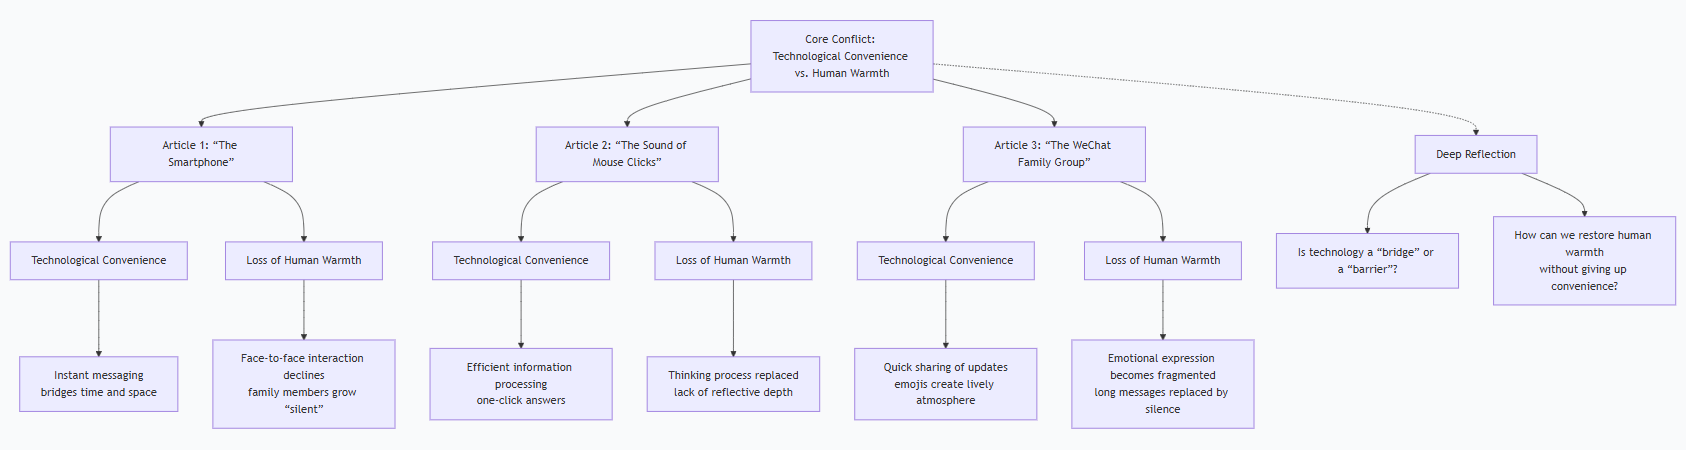 Core Conflict:
Technological Convenience
vs. Human Warmth
Article 1: “The
Smartphone”
Article 2: “The Sound of
Mouse Clicks”
Article 3: “The WeChat
Family Group”
Deep Reflection
Technological Convenience
Loss of Human Warmth
Technological Convenience
Loss of Human Warmth
Technological Convenience
Loss of Human Warmth
Is technology a “bridge” or
a “barrier”?
How can we restore human
warmth
without giving up
convenience?
Instant messaging
bridges time and space
Face-to-face interaction
declines
family members grow
“silent”
Efficient information
processing
one-click answers
Thinking process replaced
lack of reflective depth
Quick sharing of updates
emojis create lively
atmosphere
Emotional expression
becomes fragmented
long messages replaced by
silence